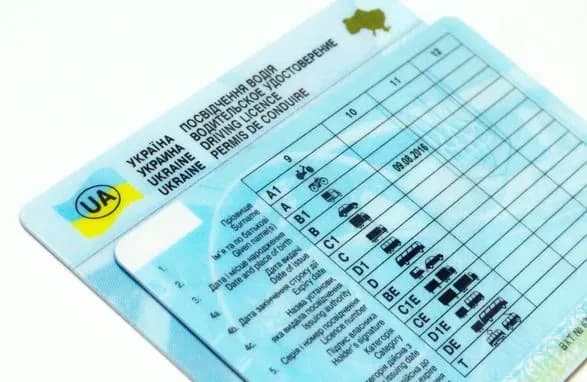 УКРАЇНА
УКРАИНА
UKRAINE
UKRAINE
ПОСВІДЧЕННЯ ВОДІЯ
ВОДИТЕЛЬСКОЕ УДОСТОВЕРЕНИЕ
DRIVING LICENCE
PERMIS DE CONDUIRE
UA
9
10
11
12
A1
A
09.08.2016
B1
B
C1
C
D1
D
BE
C1E
CE
D1E
DE
T
1.
Прізвище
Surname
2.
Ім'я та по батькові
Given name(s)
3.
Дата і місце народження
Date and place of birth
4a.
Дата видачі
Date of issue
4b.
Дата закінчення строку дії
Expiry date
4c.
Назва установи,
яка видала посвідчення
Issuing authority
5.
Серія і номер посвідчення
Licence number
Підпис власника
Holder's signature
Категорія
Category
Категорія дійсна з
Issuing date